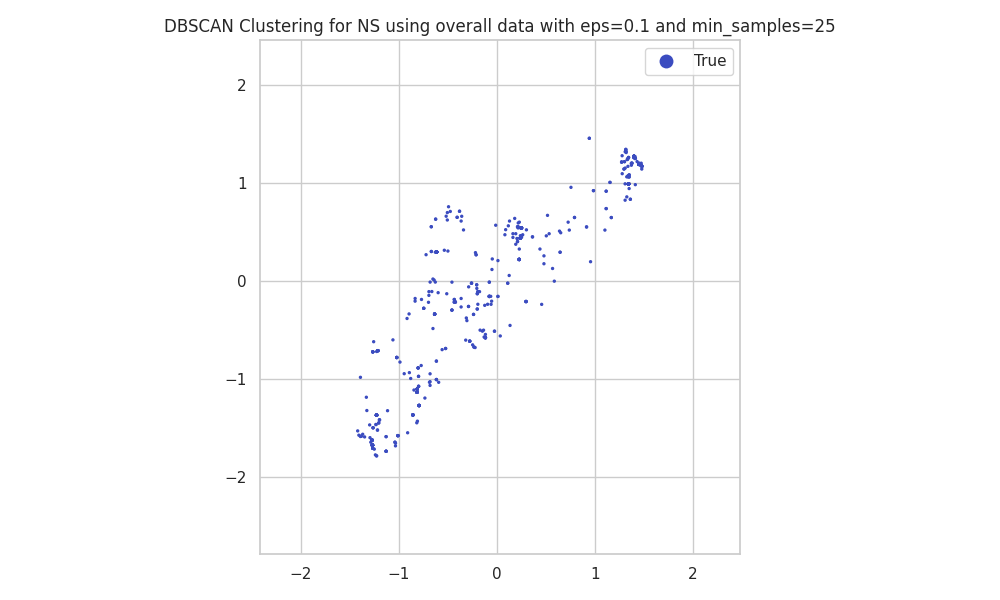 DBSCAN Clustering for NS using overall data with eps=0.1 and min_samples=25
True
2
1
0
−1
−2
−2 −1 0 1 2